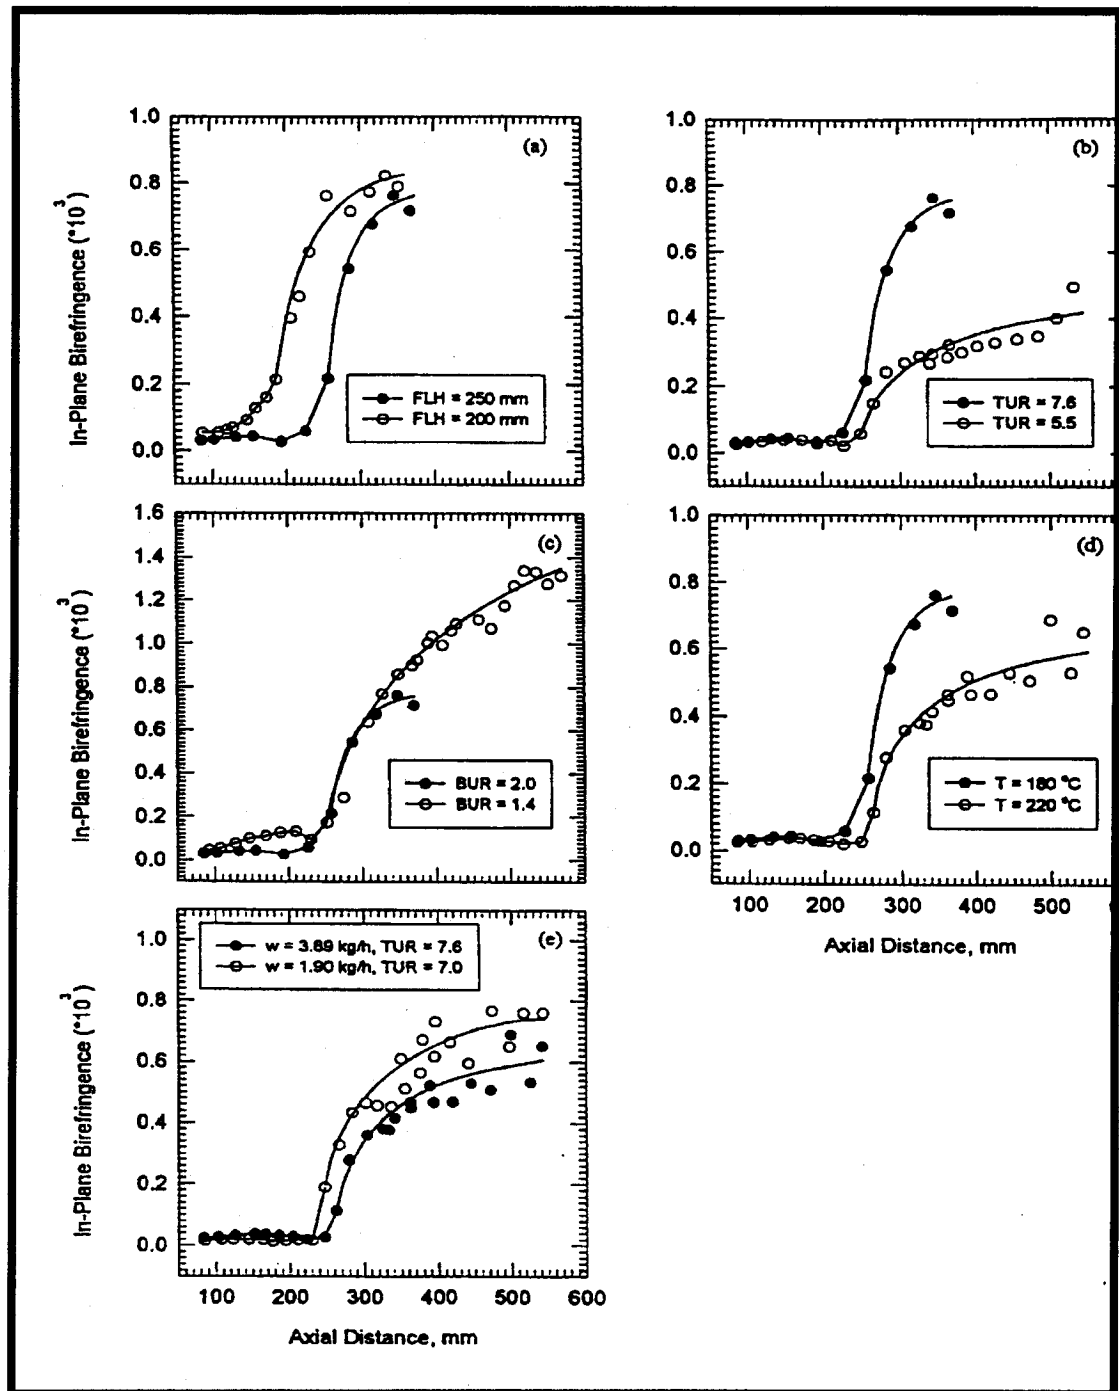 1.0
0.8
0.6
0.4
0.2
0.0
In-Plane Birefringence (*10³)
(a)
FLH = 250 mm
FLH = 200 mm
1.0
0.8
0.6
0.4
0.2
0.0
(b)
TUR = 7.6
TUR = 5.5
1.6
1.4
1.2
1.0
0.8
0.6
0.4
0.2
0.0
In-Plane Birefringence (*10³)
(c)
BUR = 2.0
BUR = 1.4
1.0
0.8
0.6
0.4
0.2
0.0
(d)
T = 180 °C
T = 220 °C
100 200 300 400 500
Axial Distance, mm
1.0
0.8
0.6
0.4
0.2
0.0
In-Plane Birefringence (*10³)
(e)
w = 3.89 kg/h, TUR = 7.6
w = 1.90 kg/h, TUR = 7.0
100 200 300 400 500 600
Axial Distance, mm